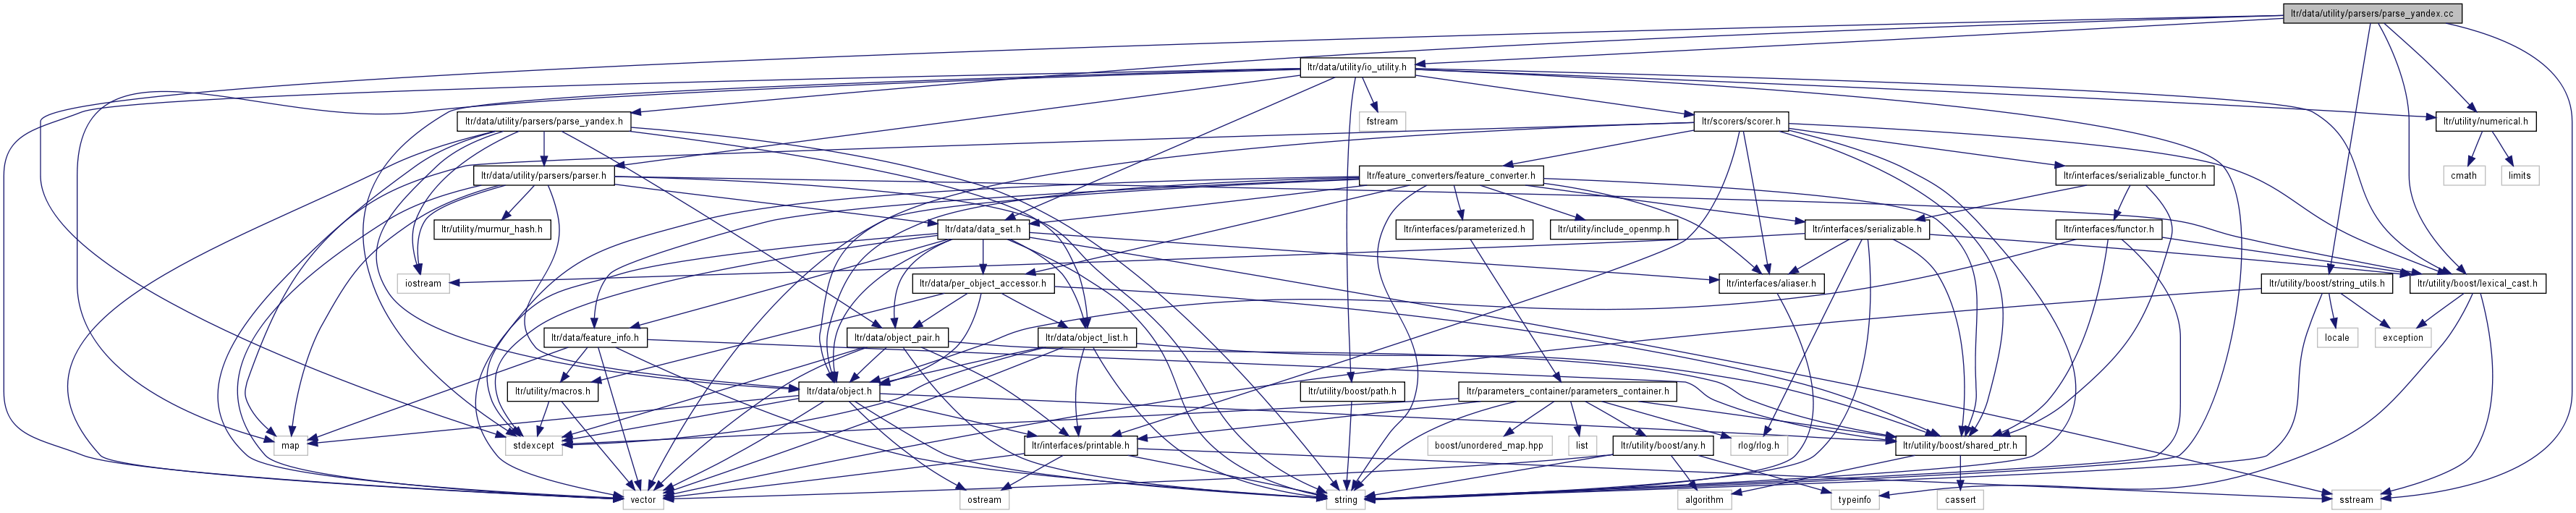 ltr/data/utility/parsers/parse_yandex.cc
ltr/data/utility/io_utility.h
ltr/data/utility/parsers/parse_yandex.h
fstream
ltr/scorers/scorer.h
ltr/utility/numerical.h
ltr/data/utility/parsers/parser.h
ltr/feature_converters/feature_converter.h
ltr/interfaces/serializable_functor.h
cmath
limits
ltr/utility/murmur_hash.h
ltr/data/data_set.h
ltr/interfaces/parameterized.h
ltr/utility/include_openmp.h
ltr/interfaces/serializable.h
ltr/interfaces/functor.h
iostream
ltr/data/per_object_accessor.h
ltr/interfaces/aliaser.h
ltr/utility/boost/string_utils.h
ltr/utility/boost/lexical_cast.h
ltr/data/feature_info.h
ltr/data/object_pair.h
ltr/data/object_list.h
locale
exception
ltr/utility/macros.h
ltr/data/object.h
ltr/utility/boost/path.h
ltr/parameters_container/parameters_container.h
map
stdexcept
ltr/interfaces/printable.h
boost/unordered_map.hpp
list
ltr/utility/boost/any.h
rlog/rlog.h
ltr/utility/boost/shared_ptr.h
vector
ostream
string
algorithm
typeinfo
cassert
sstream